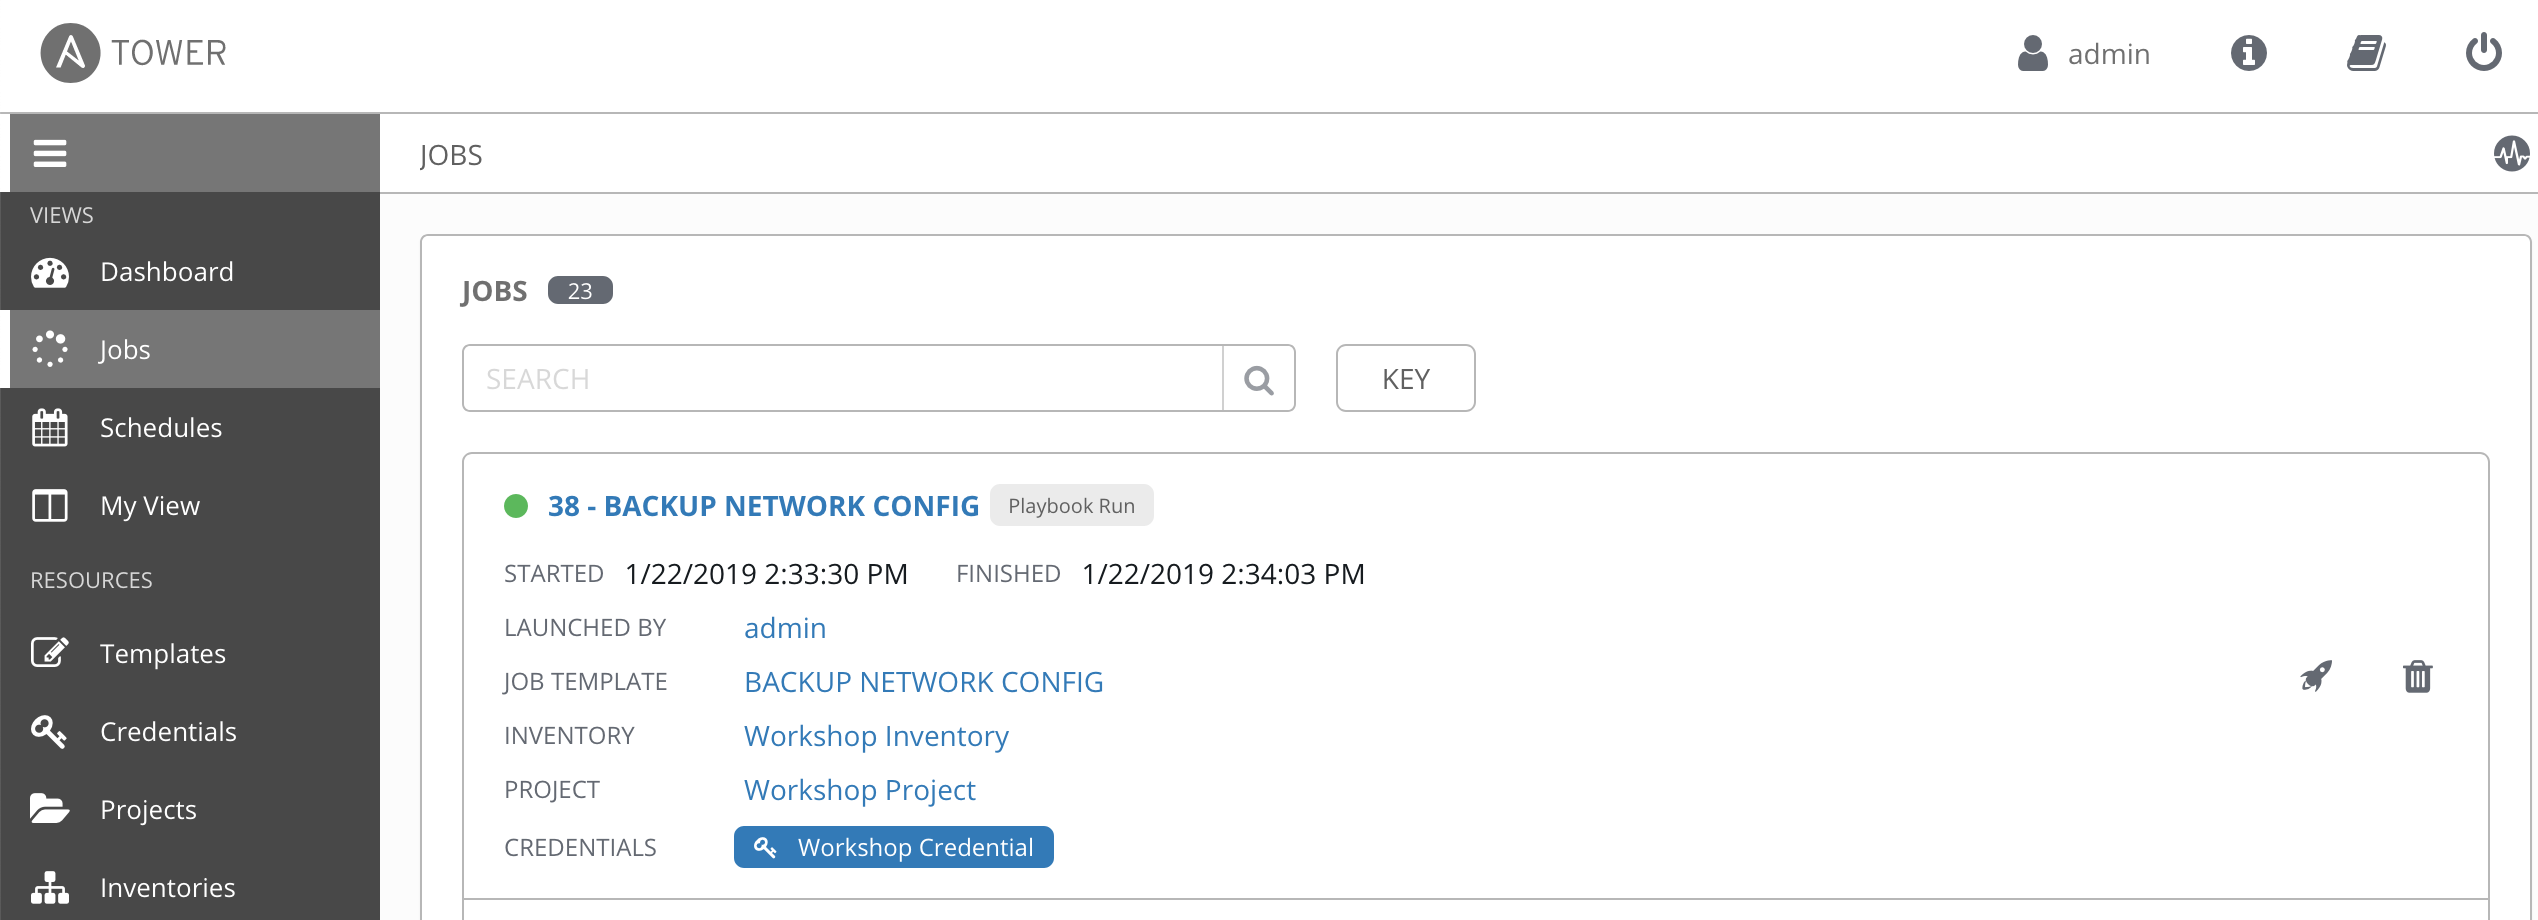 TOWER
admin
JOBS
VIEWS
Dashboard
Jobs
Schedules
My View
RESOURCES
Templates
Credentials
Projects
Inventories
JOBS 23
SEARCH
KEY
38 - BACKUP NETWORK CONFIG Playbook Run
STARTED 1/22/2019 2:33:30 PM FINISHED 1/22/2019 2:34:03 PM
LAUNCHED BY admin
JOB TEMPLATE BACKUP NETWORK CONFIG
INVENTORY Workshop Inventory
PROJECT Workshop Project
CREDENTIALS Workshop Credential